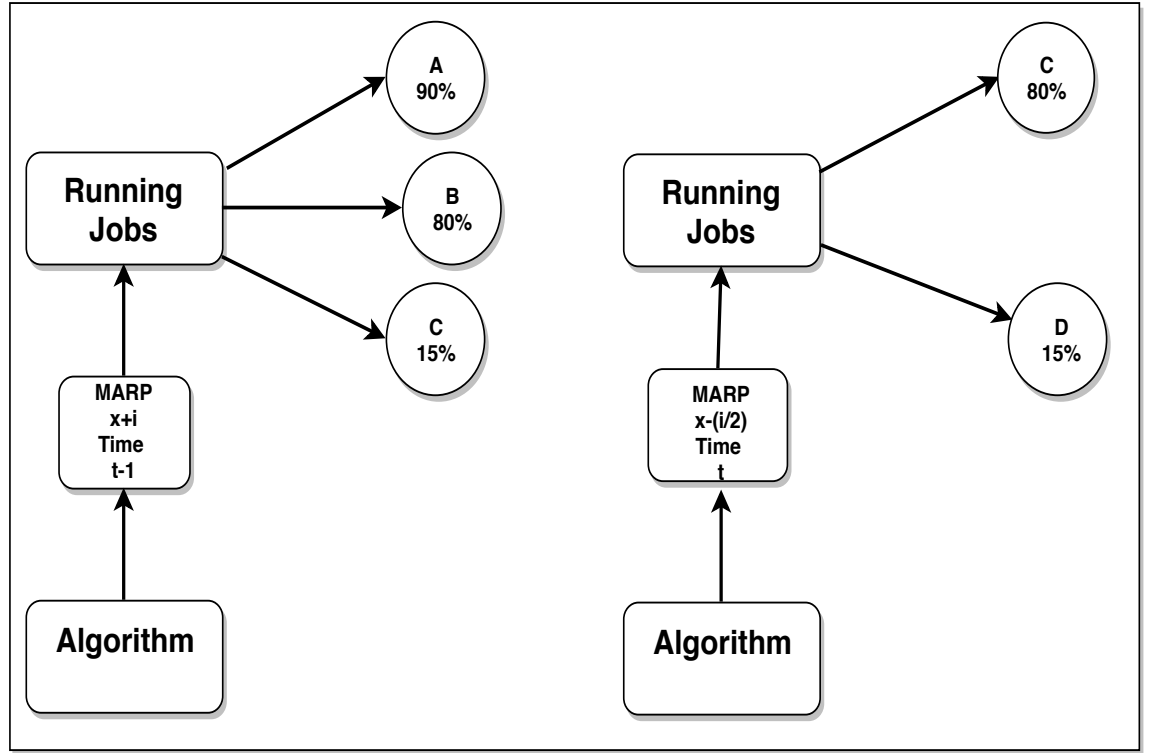 A
90%
Running
Jobs
B
80%
C
15%
MARP
x+i
Time
t-1
Algorithm
C
80%
Running
Jobs
D
15%
MARP
x-(i/2)
Time
t
Algorithm